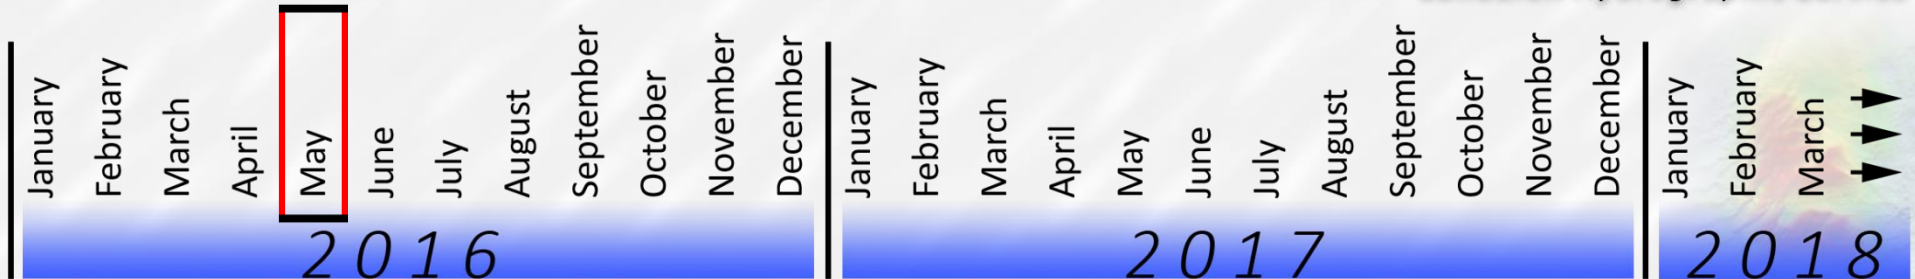 January February March April May June July August September October November December January February March April May June July August September October November December January February March
2016 2017 2018